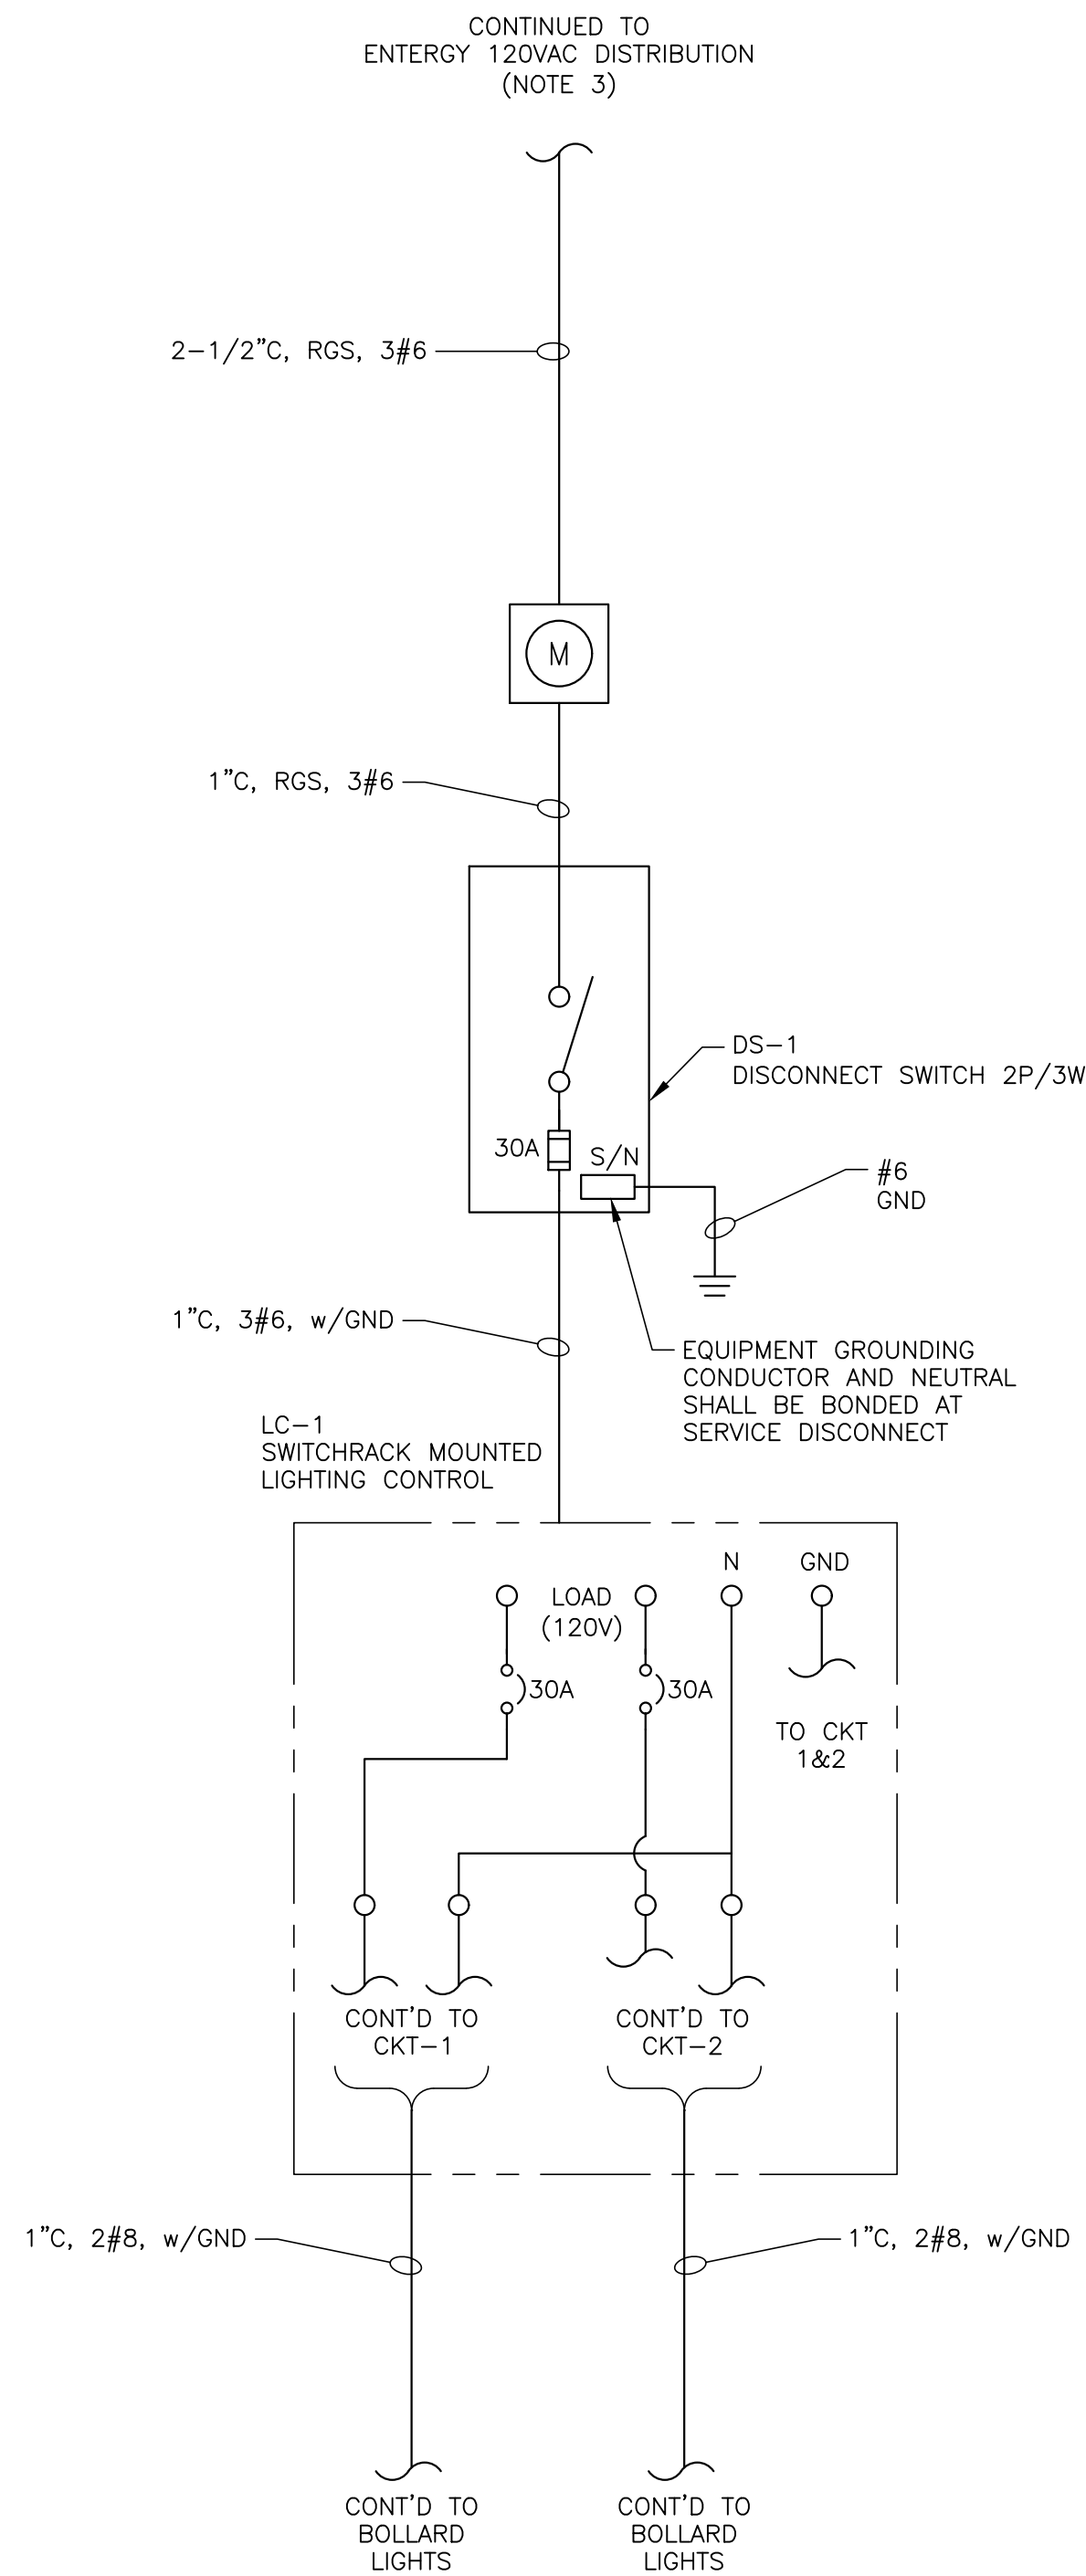 CONTINUED TO
ENTERGY 120VAC DISTRIBUTION
(NOTE 3)
2-1/2"C, RGS, 3#6
M
1"C, RGS, 3#6
DS-1
DISCONNECT SWITCH 2P/3W
30A
S/N
#6
GND
1"C, 3#6, w/GND
EQUIPMENT GROUNDING
CONDUCTOR AND NEUTRAL
SHALL BE BONDED AT
SERVICE DISCONNECT
LC-1
SWITCHRACK MOUNTED
LIGHTING CONTROL
N
GND
LOAD
(120V)
30A
30A
TO CKT
1&2
CONT'D TO
CKT-1
CONT'D TO
CKT-2
1"C, 2#8, w/GND
1"C, 2#8, w/GND
CONT'D TO
BOLLARD
LIGHTS
CONT'D TO
BOLLARD
LIGHTS